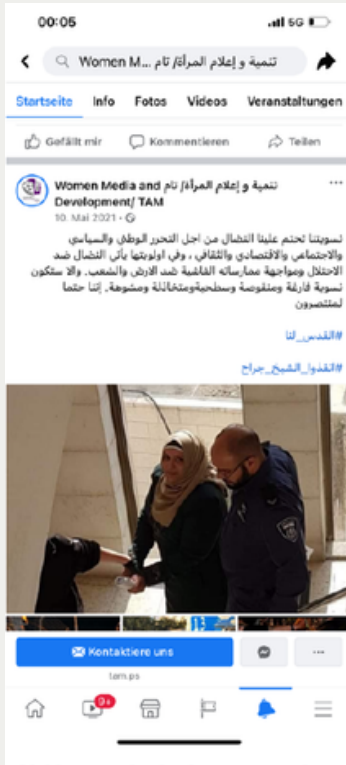 00:05
5G
Women M... تنمية و إعلام المرأة/ تام
Startseite Info Fotos Videos Veranstaltungen
Gefällt mir Kommentieren Teilen
Women Media and تنمية و إعلام المرأة/ تام
Development/ TAM
10. Mai 2021 ·
نسويتنا تحتم علينا النضال من اجل التحرر الوطني والسياسي
والاجتماعي والاقتصادي والثقافي ، وفي اولويتها يأتي النضال ضد
الاحتلال ومواجهة ممارساته الفاشية ضد الارض والشعب. والا ستكون
نسوية فارغة ومنقوصة وسطحيةومتخاذلة ومشوهة. إننا حتما
لمنتصرون
#القدس_لنا
#انقذوا_الشيخ_جراح
Kontaktiere uns
tam.ps
9+